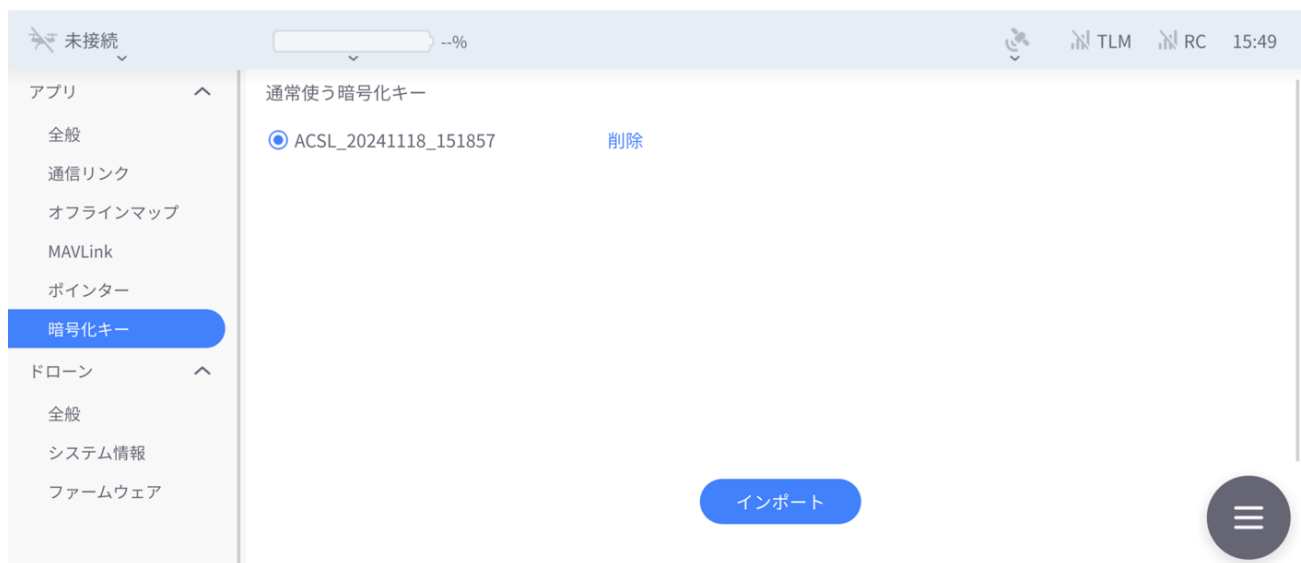 未接続
--%
TLM
RC
15:49
アプリ
全般
通信リンク
オフラインマップ
MAVLink
ポインター
暗号化キー
ドローン
全般
システム情報
ファームウェア
通常使う暗号化キー
ACSL_20241118_151857
削除
インポート